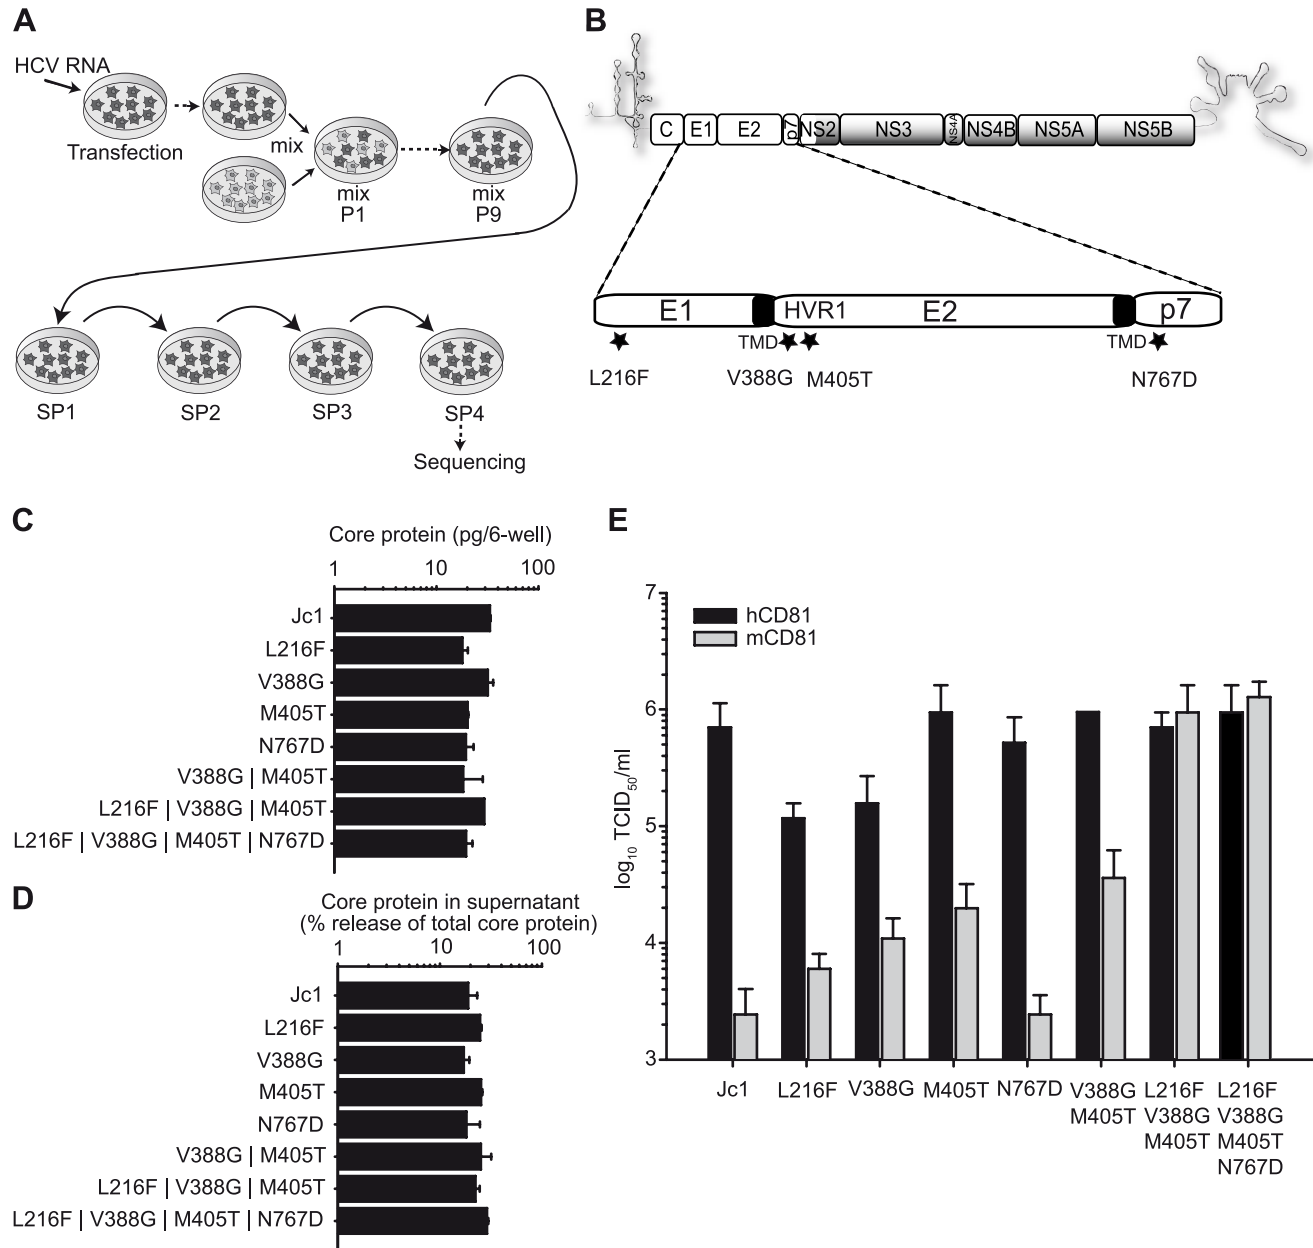 A
HCV RNA
Transfection
mix
mix
P1
mix
P9
SP1
SP2
SP3
SP4
Sequencing
B
C
E1
E2
p7
NS2
NS3
NS4A
NS4B
NS5A
NS5B
E1
HVR1
E2
p7
TMD
TMD
L216F
V388G
M405T
N767D
C
Core protein (pg/6-well)
1 10 100
Jc1
L216F
V388G
M405T
N767D
V388G | M405T
L216F | V388G | M405T
L216F | V388G | M405T | N767D
D
Core protein in supernatant
(% release of total core protein)
1 10 100
Jc1
L216F
V388G
M405T
N767D
V388G | M405T
L216F | V388G | M405T
L216F | V388G | M405T | N767D
E
hCD81
mCD81
log10 TCID50/ml
7
6
5
4
3
Jc1
L216F
V388G
M405T
N767D
V388G
M405T
L216F
V388G
M405T
L216F
V388G
M405T
N767D